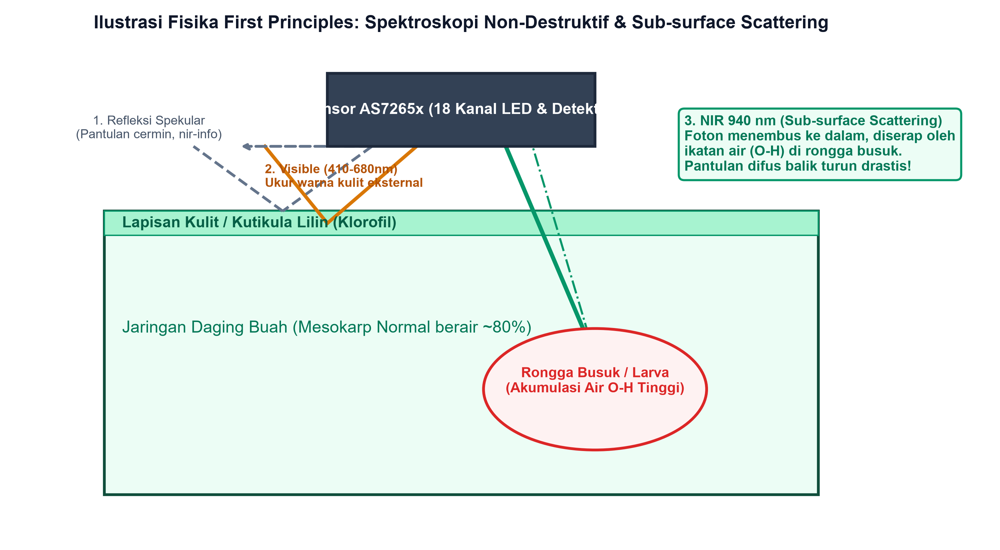 Ilustrasi Fisika First Principles: Spektroskopi Non-Destruktif & Sub-surface Scattering
nsor AS7265x (18 Kanal LED & Detekt
1. Refleksi Spekular
(Pantulan cermin, nir-info)
2. Visible (410-680nm)
Ukur warna kulit eksternal
3. NIR 940 nm (Sub-surface Scattering)
Foton menembus ke dalam, diserap oleh
ikatan air (O-H) di rongga busuk.
Pantulan difus balik turun drastis!
Lapisan Kulit / Kutikula Lilin (Klorofil)
Jaringan Daging Buah (Mesokarp Normal berair ~80%)
Rongga Busuk / Larva
(Akumulasi Air O-H Tinggi)